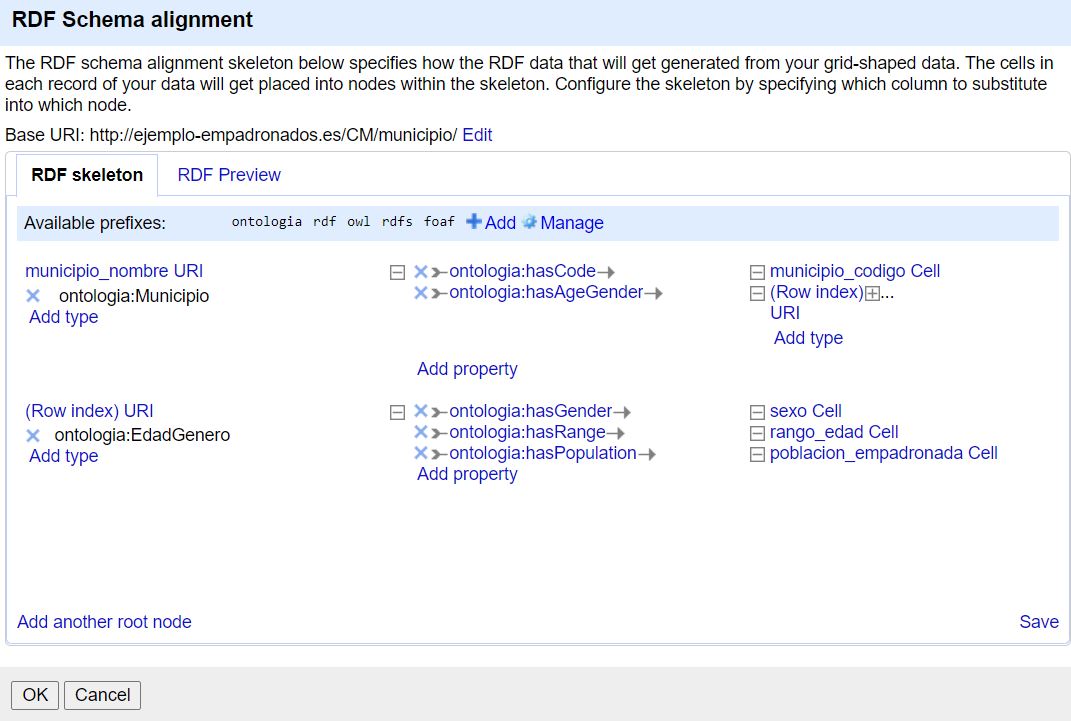 RDF Schema alignment
The RDF schema alignment skeleton below specifies how the RDF data that will get generated from your grid-shaped data. The cells in
each record of your data will get placed into nodes within the skeleton. Configure the skeleton by specifying which column to substitute
into which node.
Base URI: http://ejemplo-empadronados.es/CM/municipio/ Edit
RDF skeleton RDF Preview
Available prefixes: ontologia rdf owl rdfs foaf Add Manage
municipio_nombre URI ontologia:hasCode municipio_codigo Cell
ontologia:Municipio ontologia:hasAgeGender (Row index)...
Add type URI
Add type
Add property
(Row index) URI ontologia:hasGender sexo Cell
ontologia:EdadGenero ontologia:hasRange rango_edad Cell
Add type ontologia:hasPopulation poblacion_empadronada Cell
Add property
Add another root node Save
OK Cancel